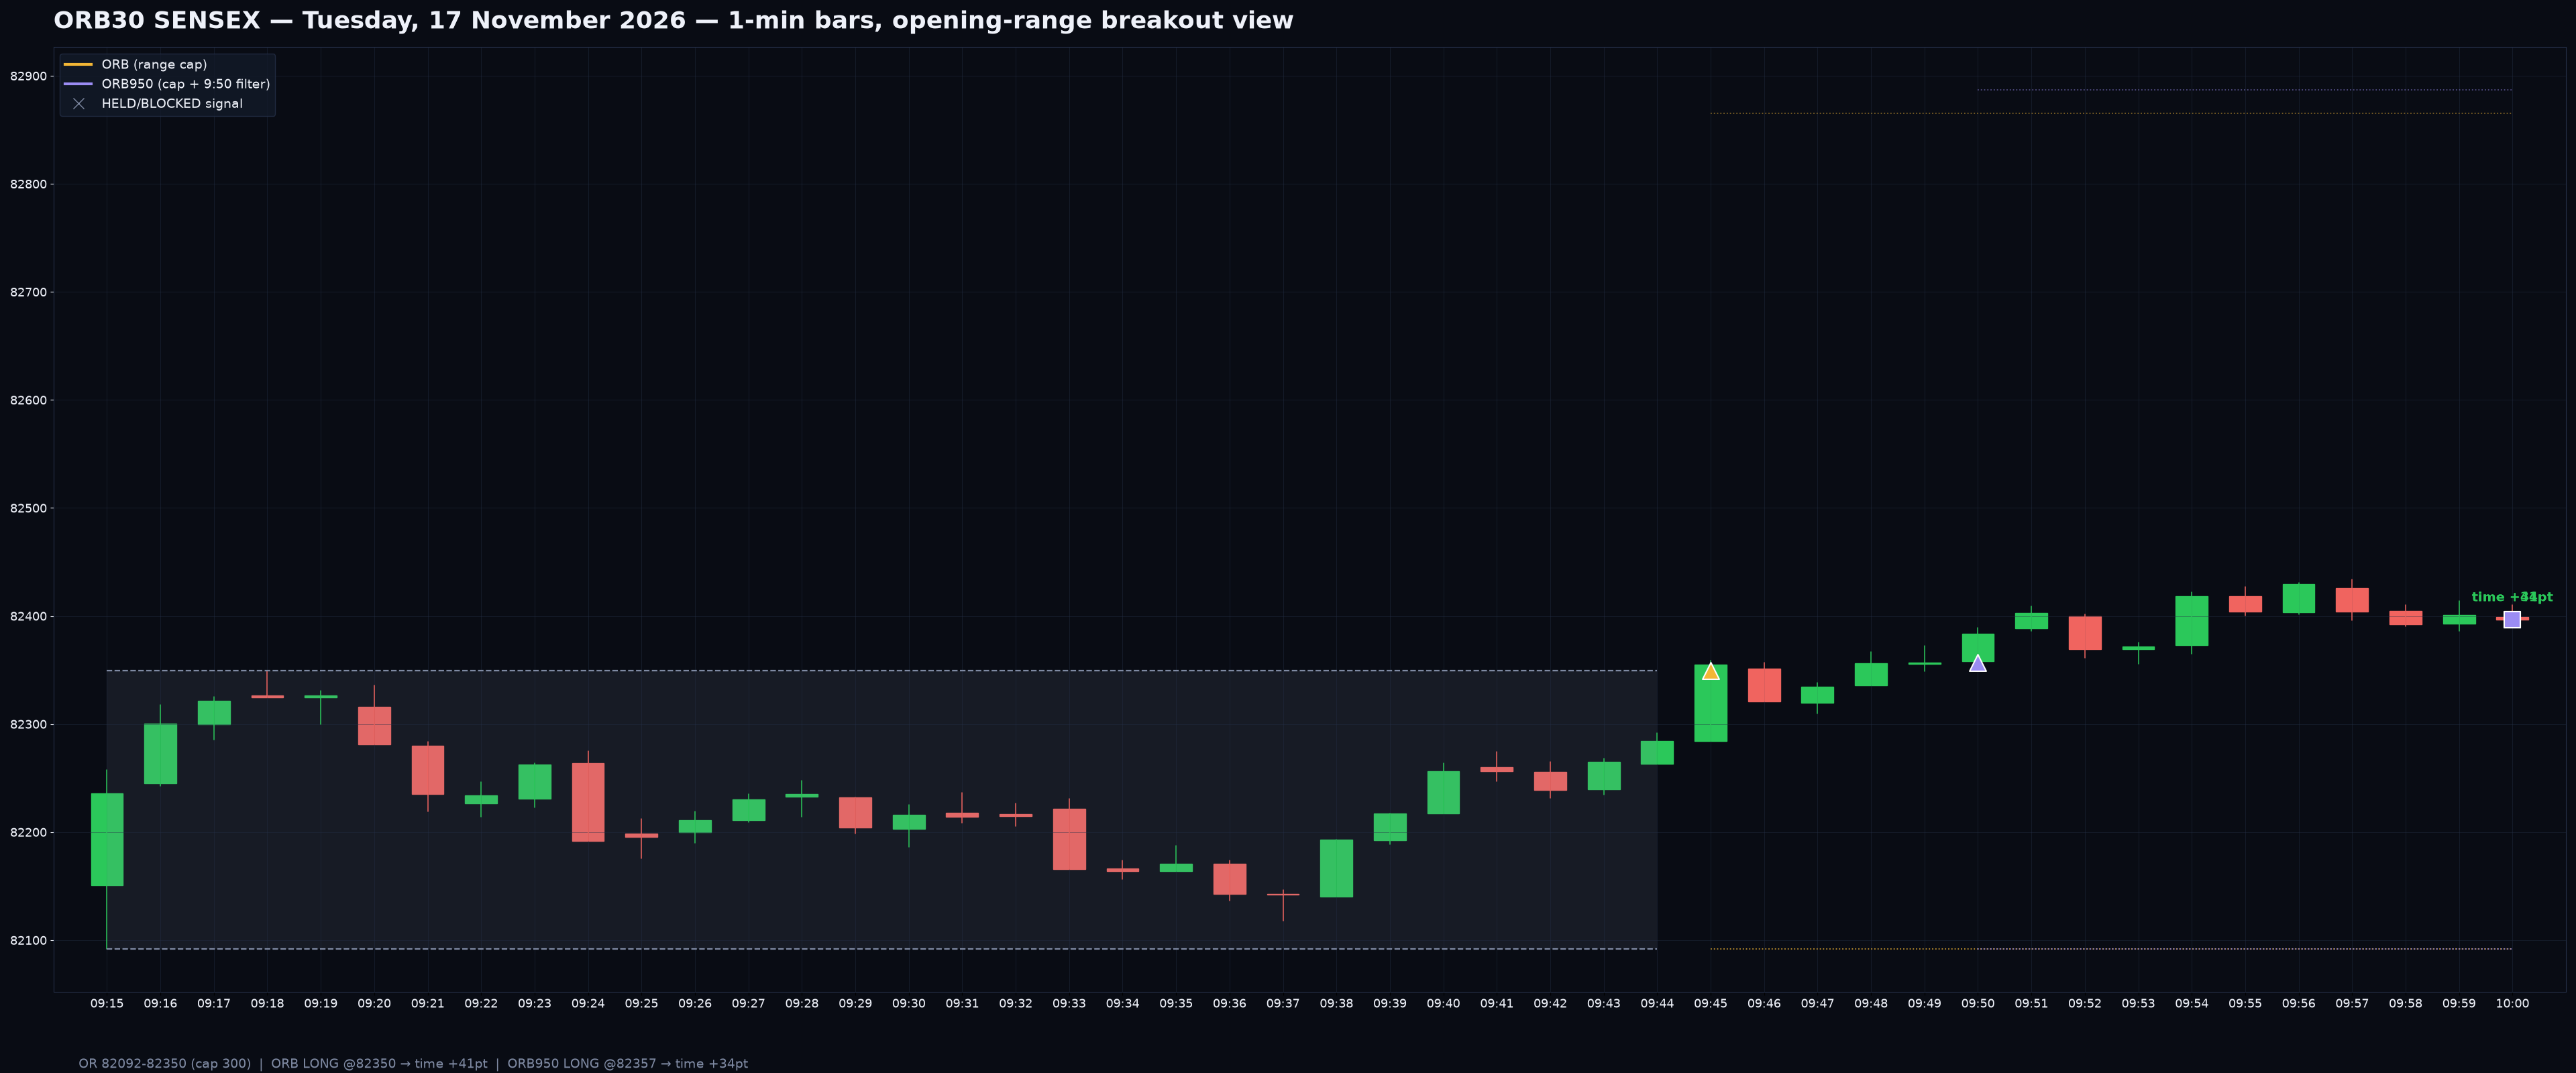 ORB30 SENSEX — Tuesday, 17 November 2026 — 1-min bars, opening-range breakout view
ORB (range cap)
ORB950 (cap + 9:50 filter)
HELD/BLOCKED signal
82900
82800
82700
82600
82500
82400
82300
82200
82100
time +41pt
time +34pt
09:15 09:16 09:17 09:18 09:19 09:20 09:21 09:22 09:23 09:24 09:25 09:26 09:27 09:28 09:29 09:30 09:31 09:32 09:33 09:34 09:35 09:36 09:37 09:38 09:39 09:40 09:41 09:42 09:43 09:44 09:45 09:46 09:47 09:48 09:49 09:50 09:51 09:52 09:53 09:54 09:55 09:56 09:57 09:58 09:59 10:00
OR 82092-82350 (cap 300) | ORB LONG @82350 → time +41pt | ORB950 LONG @82357 → time +34pt